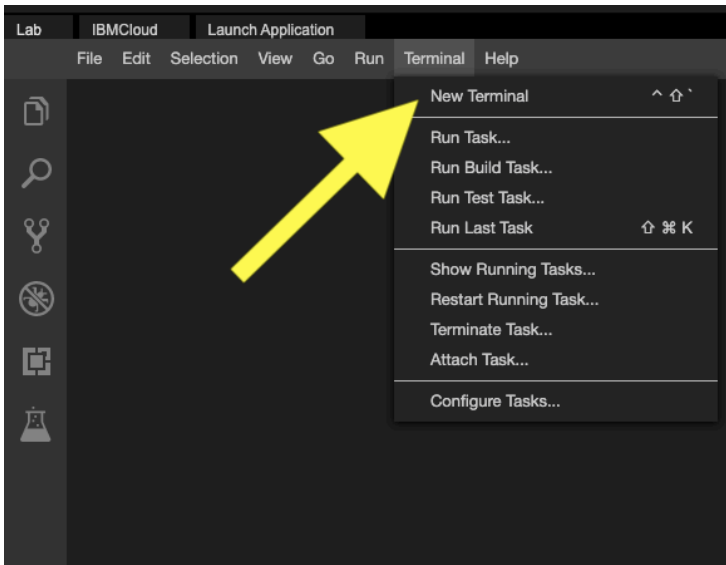 Lab IBMCloud Launch Application
File Edit Selection View Go Run Terminal Help
New Terminal ^ ⇧ `
Run Task...
Run Build Task...
Run Test Task...
Run Last Task ⇧ ⌘ K
Show Running Tasks...
Restart Running Task...
Terminate Task...
Attach Task...
Configure Tasks...